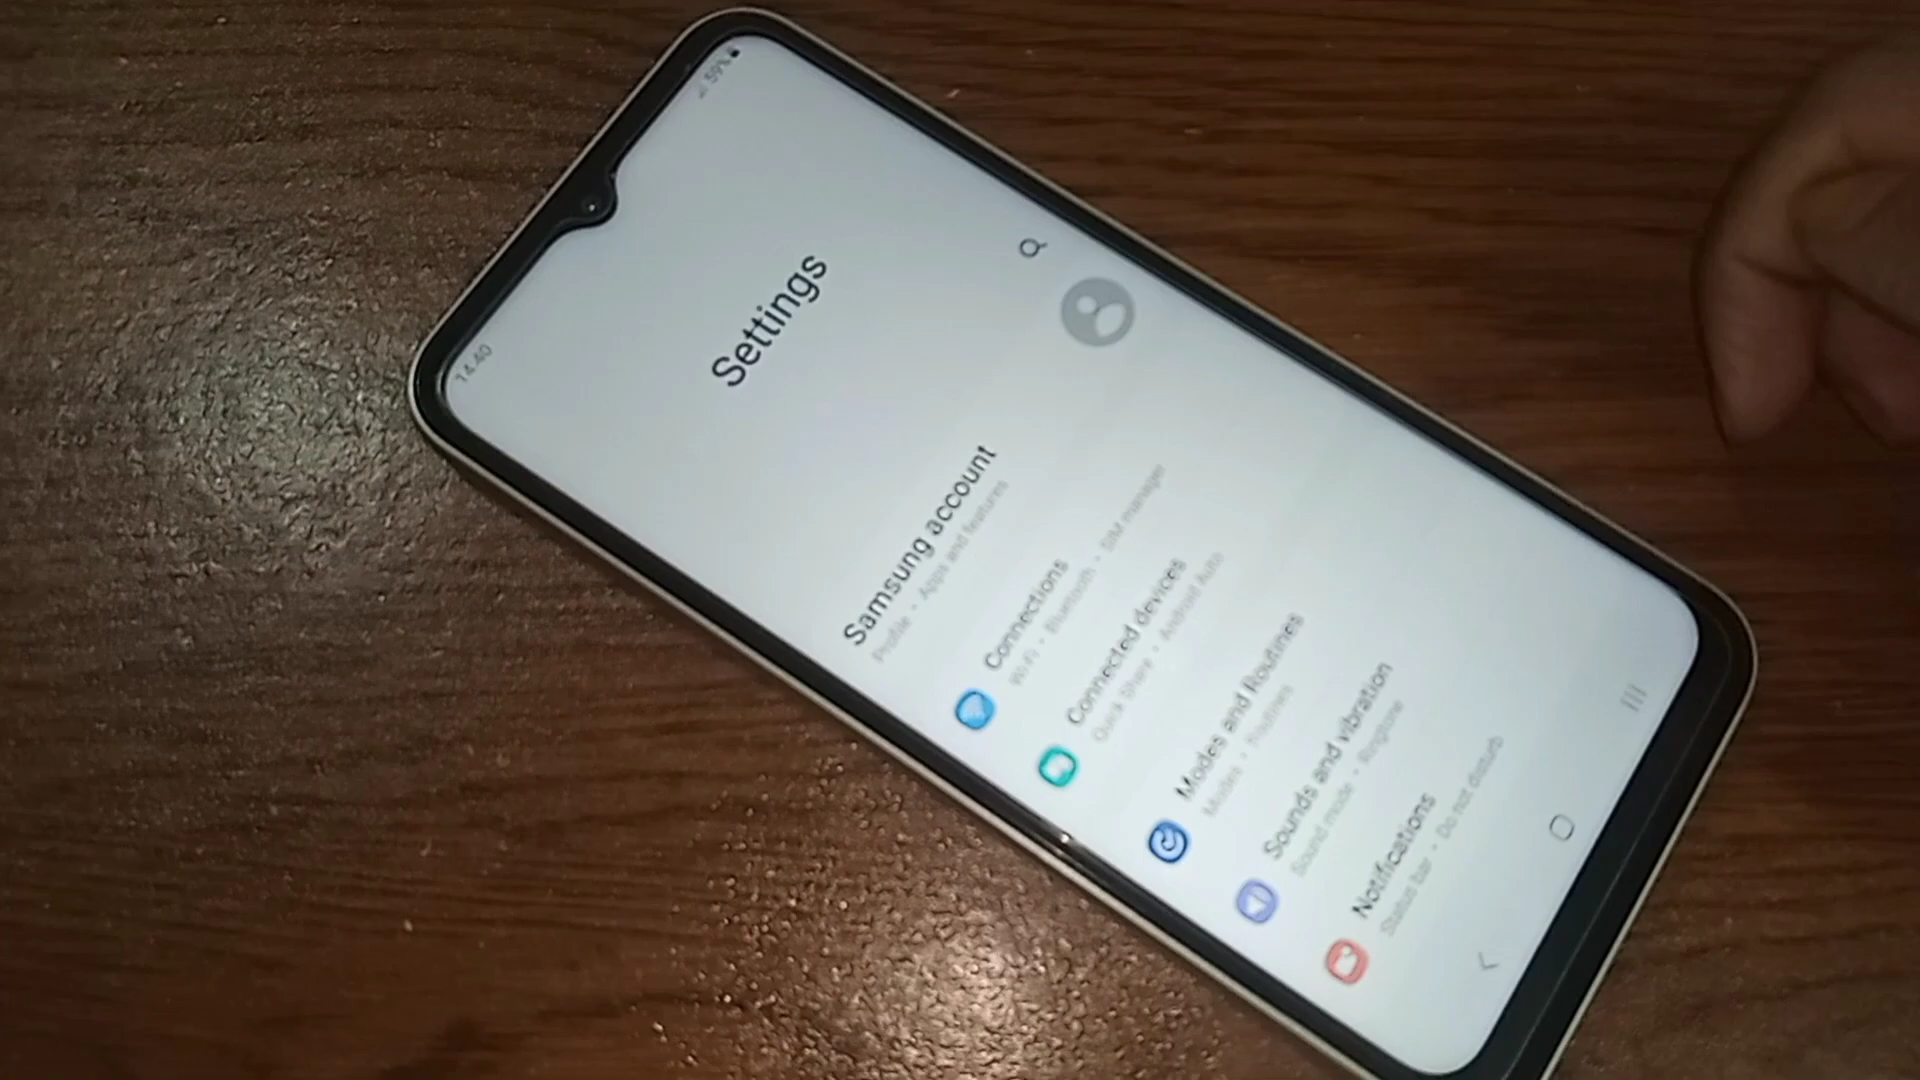 14:40
59%
Settings
Samsung account
Profile • Apps and features
Connections
Wi-Fi • Bluetooth • SIM manager
Connected devices
Quick Share • Android Auto
Modes and Routines
Modes • Routines
Sounds and vibration
Sound mode • Ringtone
Notifications
Status bar • Do not disturb